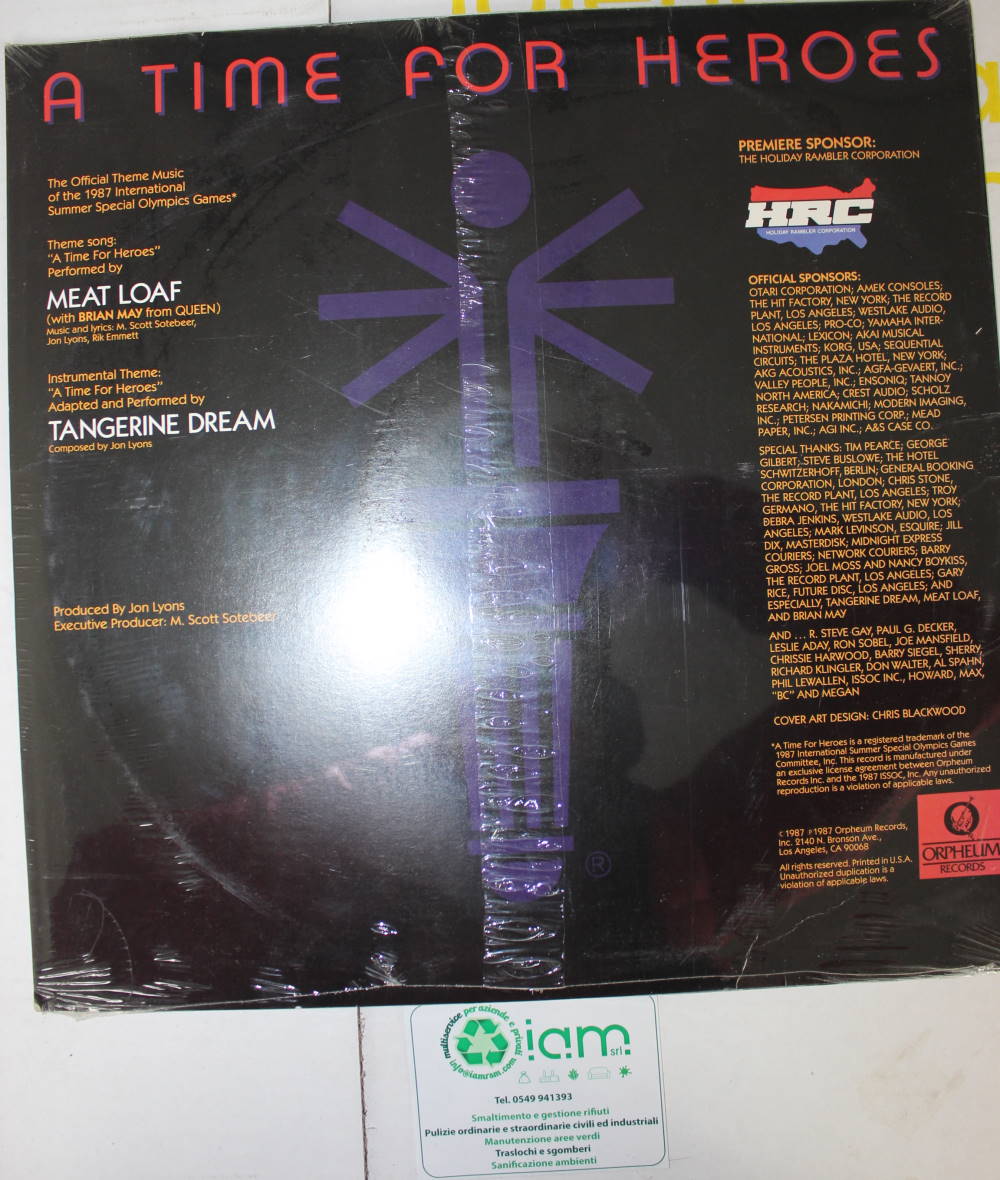 A TIME FOR HEROES
The Official Theme Music
of the 1987 International
Summer Special Olympics Games*
Theme song:
"A Time For Heroes"
Performed by
MEAT LOAF
(with BRIAN MAY from QUEEN)
Music and lyrics: M. Scott Sotebeer,
Jon Lyons, Rik Emmett
Instrumental Theme:
"A Time For Heroes"
Adapted and Performed by
TANGERINE DREAM
Composed by Jon Lyons
Produced By Jon Lyons
Executive Producer: M. Scott Sotebeer
PREMIERE SPONSOR:
THE HOLIDAY RAMBLER CORPORATION
HRC
HOLIDAY RAMBLER CORPORATION
OFFICIAL SPONSORS:
OTARI CORPORATION; AMEK CONSOLES;
THE HIT FACTORY, NEW YORK; THE RECORD
PLANT, LOS ANGELES; WESTLAKE AUDIO,
LOS ANGELES; PRO-CO; YAMAHA INTER-
NATIONAL; LEXICON; AKAI MUSICAL
INSTRUMENTS; KORG, USA; SEQUENTIAL
CIRCUITS; THE PLAZA HOTEL, NEW YORK;
AKG ACOUSTICS, INC.; AGFA-GEVAERT, INC.;
VALLEY PEOPLE, INC.; ENSONIQ; TANNOY
NORTH AMERICA; CREST AUDIO; SCHOLZ
RESEARCH; NAKAMICHI; MODERN IMAGING,
INC.; PETERSEN PRINTING CORP.; MEAD
PAPER, INC.; AGI INC.; A&S CASE CO.
SPECIAL THANKS: TIM PEARCE; GEORGE
GILBERT; STEVE BUSLOWE; THE HOTEL
SCHWITZERHOFF, BERLIN; GENERAL BOOKING
CORPORATION, LONDON; CHRIS STONE,
THE RECORD PLANT, LOS ANGELES; TROY
GERMANO, THE HIT FACTORY, NEW YORK;
DEBRA JENKINS, WESTLAKE AUDIO, LOS
ANGELES; MARK LEVINSON, ESQUIRE; JILL
DIX, MASTERDISK; MIDNIGHT EXPRESS
COURIERS; NETWORK COURIERS; BARRY
GROSS; JOEL MOSS AND NANCY BOYKISS,
THE RECORD PLANT, LOS ANGELES; GARY
RICE, FUTURE DISC, LOS ANGELES; AND
ESPECIALLY, TANGERINE DREAM, MEAT LOAF,
AND BRIAN MAY
AND ... R. STEVE GAY, PAUL G. DECKER,
LESLIE ADAY, RON SOBEL, JOE MANSFIELD,
CHRISSIE HARWOOD, BARRY SIEGEL, SHERRY,
RICHARD KLINGLER, DON WALTER, AL SPAHN,
PHIL LEWALLEN, ISSOC INC., HOWARD, MAX,
"BC" AND MEGAN
COVER ART DESIGN: CHRIS BLACKWOOD
*A Time For Heroes is a registered trademark of the
1987 International Summer Special Olympics Games
Committee, Inc. This record is manufactured under
an exclusive license agreement between Orpheum
Records Inc. and the 1987 ISSOC, Inc. Any unauthorized
reproduction is a violation of applicable laws.
© 1987 ℗ 1987 Orpheum Records,
Inc. 2140 N. Bronson Ave.,
Los Angeles, CA 90068
All rights reserved. Printed in U.S.A.
Unauthorized duplication is a
violation of applicable laws.
ORPHEUM
RECORDS
®
multiservice per aziende e privati
info@iamrsm.com
iam srl
Tel. 0549 941393
Smaltimento e gestione rifiuti
Pulizie ordinarie e straordinarie civili ed industriali
Manutenzione aree verdi
Traslochi e sgomberi
Sanificazione ambienti